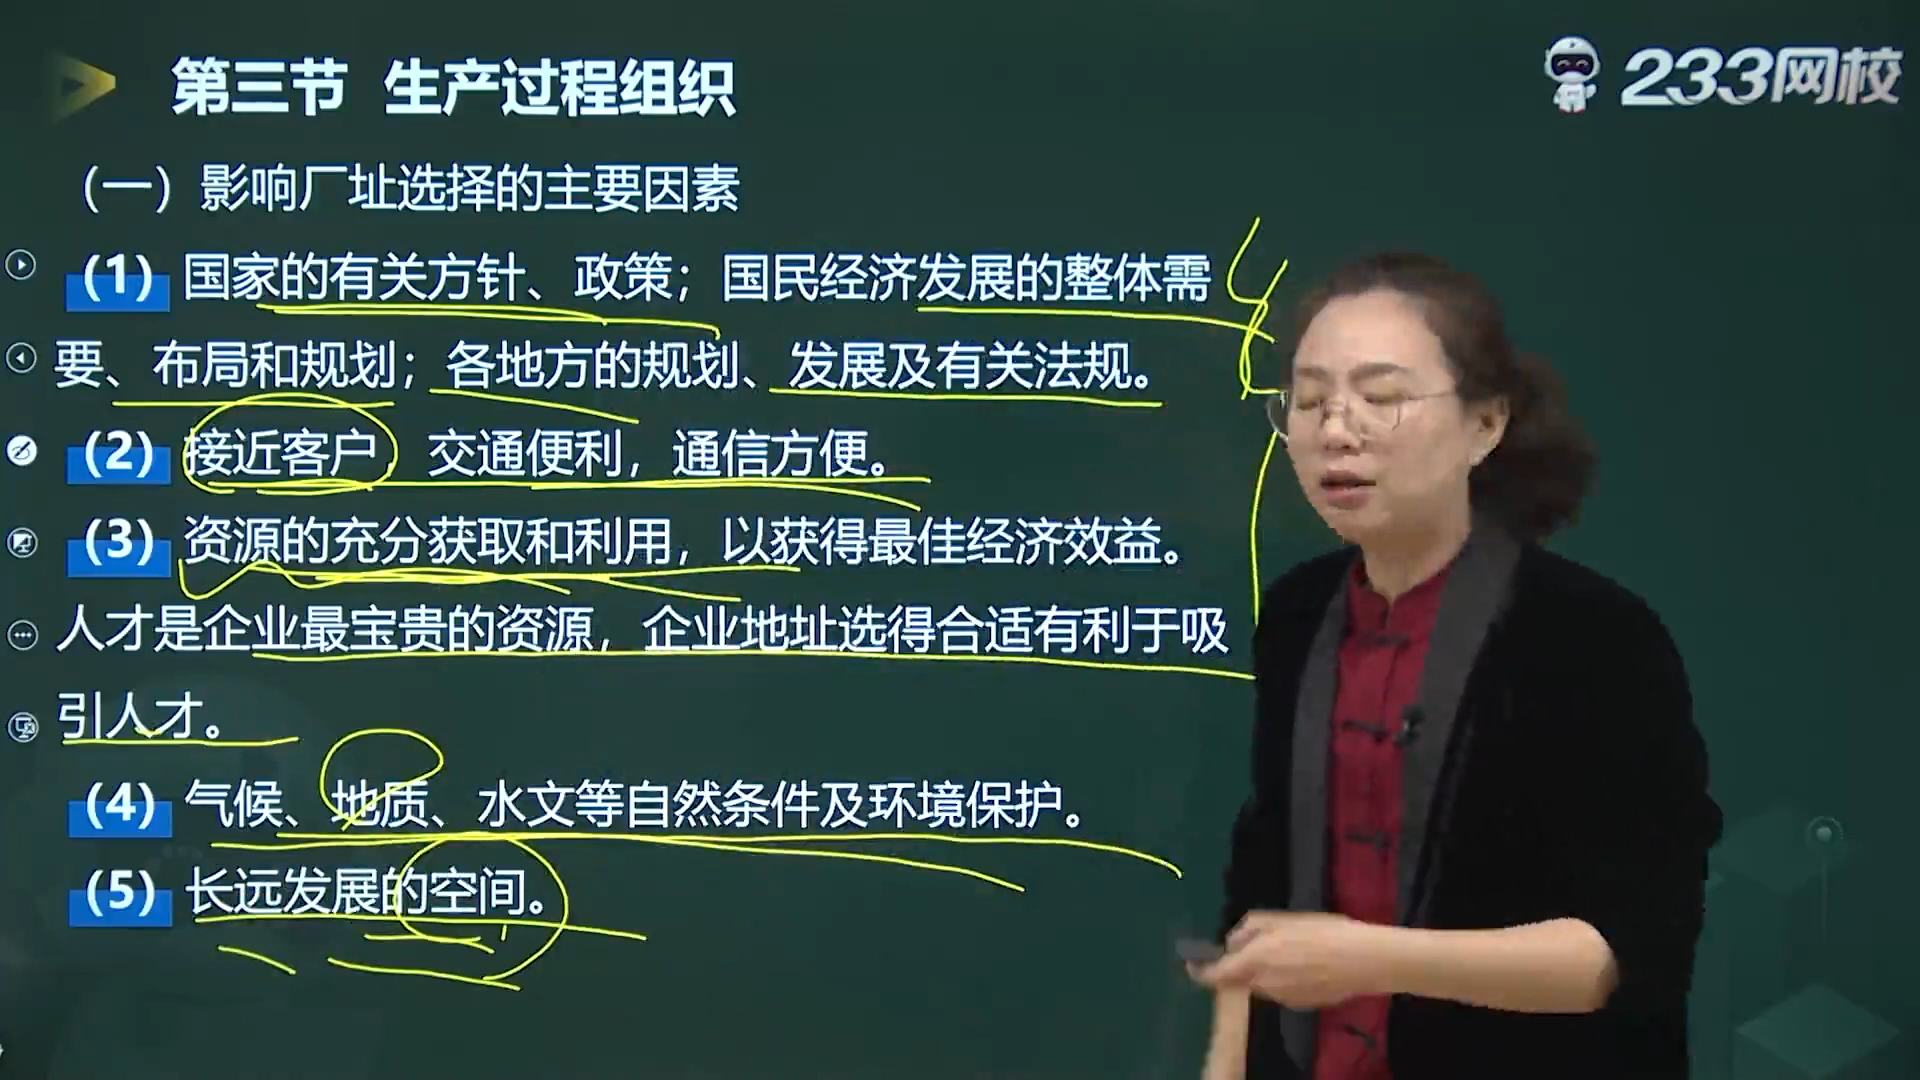 第三节 生产过程组织
233网校
（一）影响厂址选择的主要因素
（1）国家的有关方针、政策；国民经济发展的整体需
要、布局和规划；各地方的规划、发展及有关法规。
（2）接近客户，交通便利，通信方便。
（3）资源的充分获取和利用，以获得最佳经济效益。
人才是企业最宝贵的资源，企业地址选得合适有利于吸
引人才。
（4）气候、地质、水文等自然条件及环境保护。
（5）长远发展的空间。